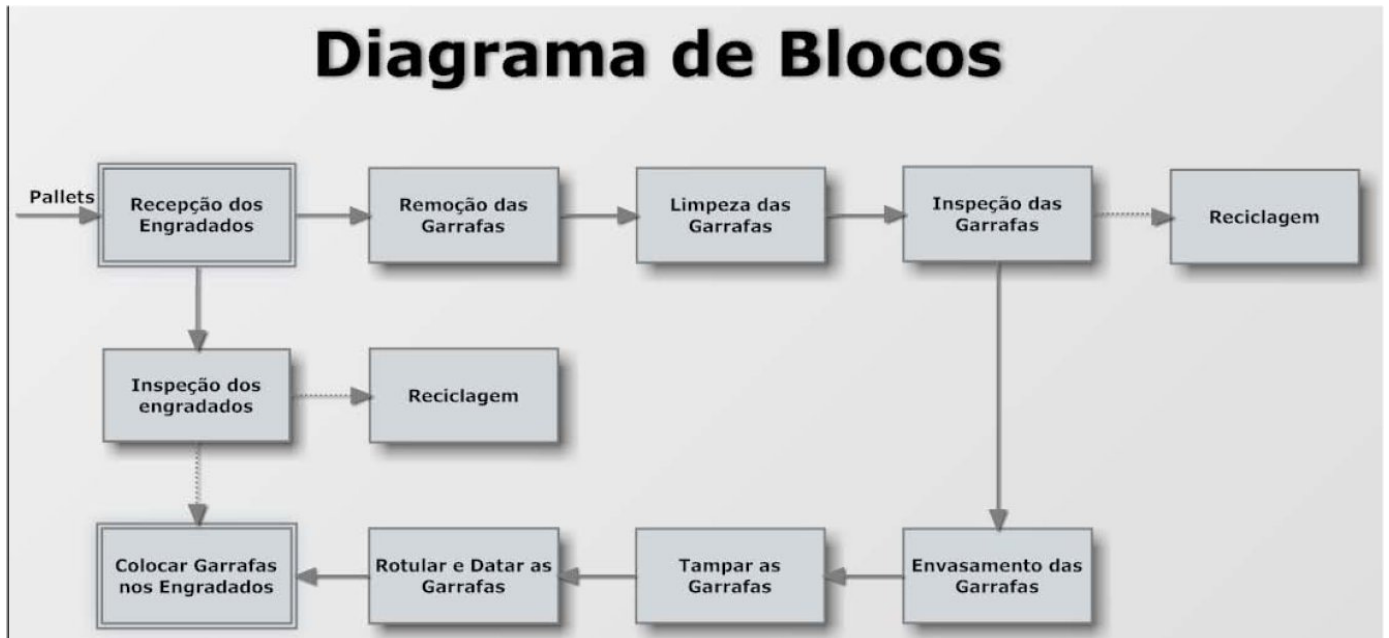 Diagrama de Blocos
Pallets
Recepção dos
Engradados
Remoção das
Garrafas
Limpeza das
Garrafas
Inspeção das
Garrafas
Reciclagem
Inspeção dos
engradados
Reciclagem
Colocar Garrafas
nos Engradados
Rotular e Datar as
Garrafas
Tampar as
Garrafas
Envasamento das
Garrafas